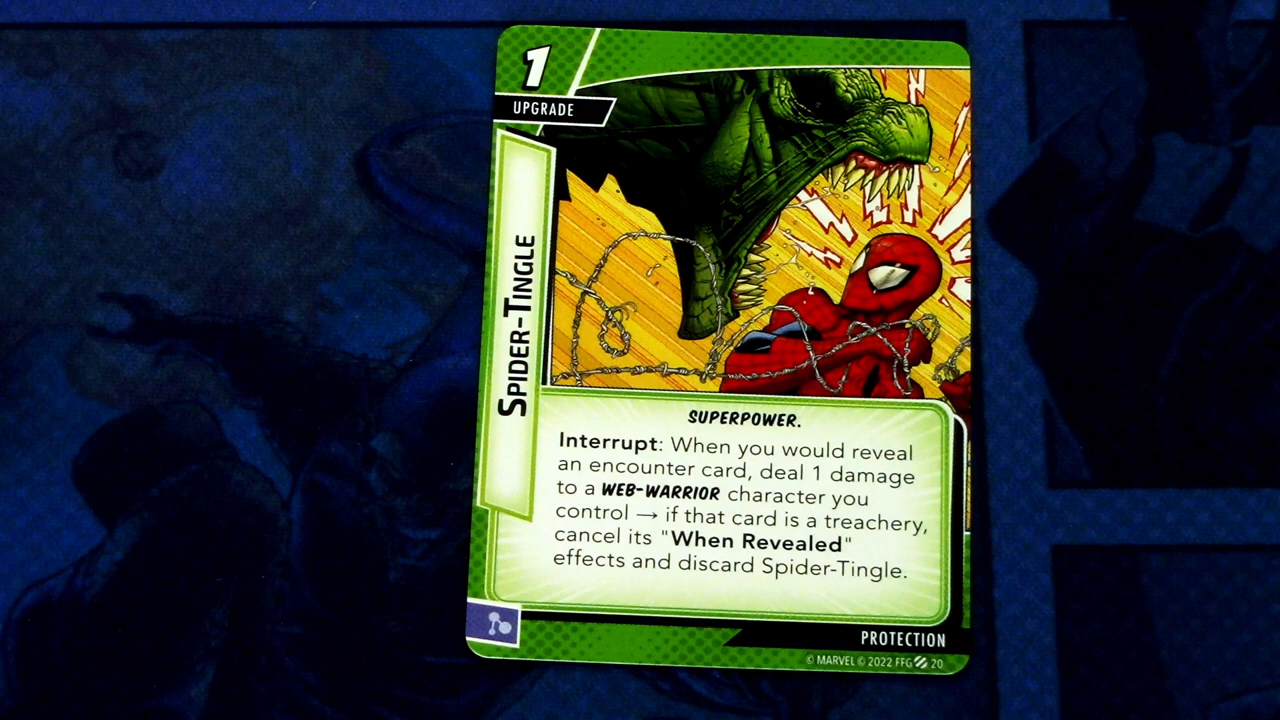 1
UPGRADE
SPIDER-TINGLE
SUPERPOWER.
Interrupt: When you would reveal
an encounter card, deal 1 damage
to a WEB-WARRIOR character you
control → if that card is a treachery,
cancel its "When Revealed"
effects and discard Spider-Tingle.
PROTECTION
© MARVEL © 2022 FFG 20